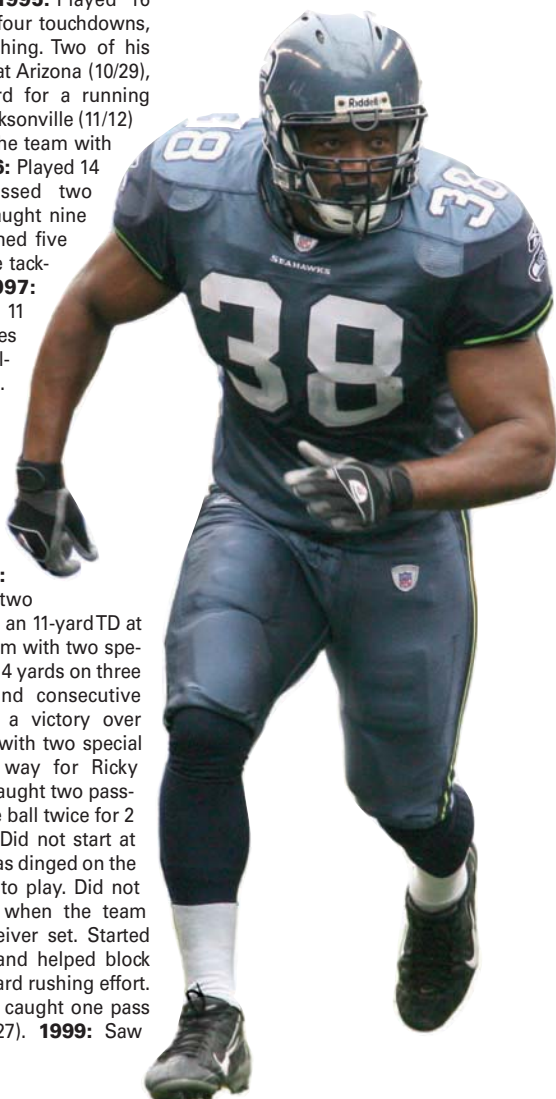 1995: Played 16
four touchdowns,
hing. Two of his
at Arizona (10/29),
rd for a running
cksonville (11/12)
he team with
6: Played 14
ssed two
aught nine
ned five
e tack-
997:
11
es
l-
.
:
two
an 11-yard TD at
m with two spe-
4 yards on three
nd consecutive
a victory over
with two special
way for Ricky
aught two pass-
e ball twice for 2
Did not start at
as dinged on the
to play. Did not
when the team
eiver set. Started
and helped block
ard rushing effort.
caught one pass
27). 1999: Saw
Riddell
38
38
SEAHAWKS
38